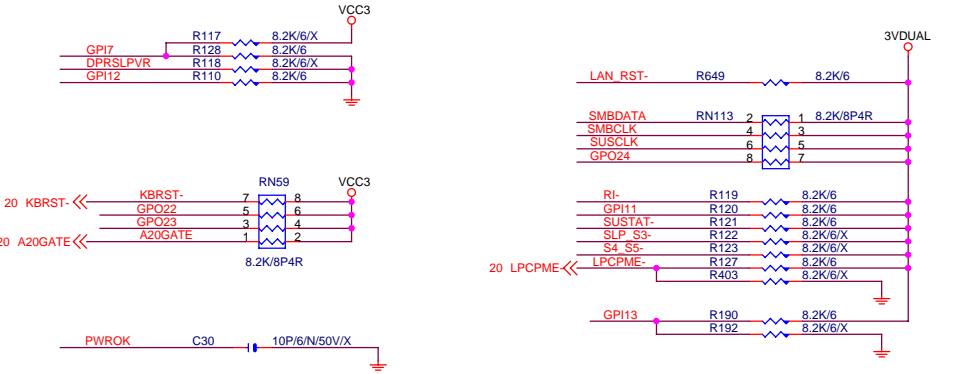 VCC3
R117 8.2K/6/X
GPI7 R128 8.2K/6
DPRSLPVR R118 8.2K/6/X
GPI12 R110 8.2K/6
RN59 VCC3
20 KBRST- KBRST- 7 8
GPO22 5 6
GPO23 3 4
20 A20GATE A20GATE 1 2
8.2K/8P4R
PWROK C30 10P/6/N/50V/X
3VDUAL
LAN_RST- R649 8.2K/6
SMBDATA RN113 2 1 8.2K/8P4R
SMBCLK 4 3
SUSCLK 6 5
GPO24 8 7
RI- R119 8.2K/6
GPI11 R120 8.2K/6
SUSTAT- R121 8.2K/6
SLP_S3- R122 8.2K/6/X
S4_S5- R123 8.2K/6/X
20 LPCPME- LPCPME- R127 8.2K/6
R403 8.2K/6/X
GPI13 R190 8.2K/6
R192 8.2K/6/X